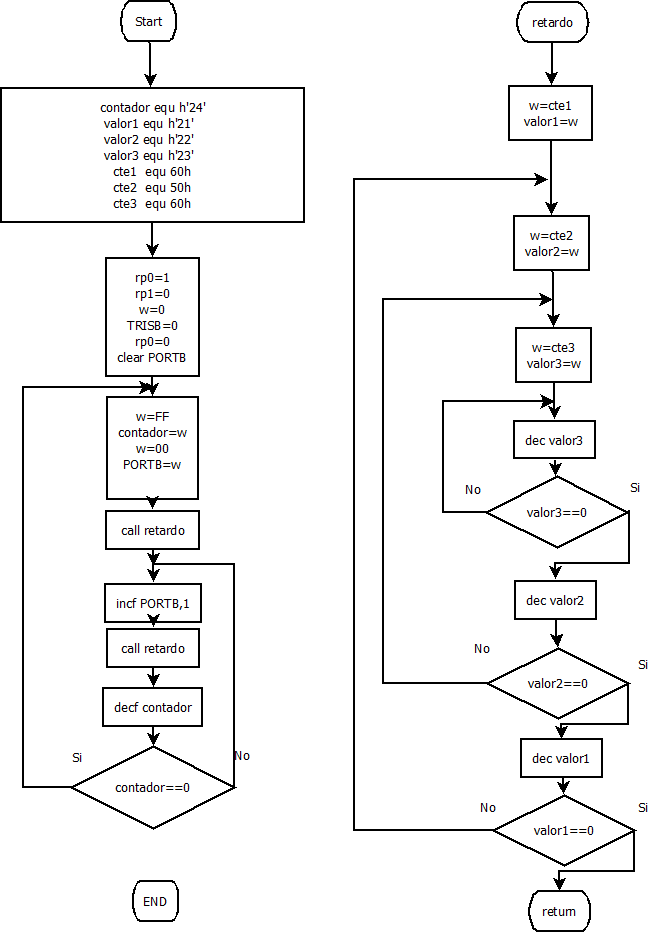 Start
contador equ h'24'
valor1 equ h'21'
valor2 equ h'22'
valor3 equ h'23'
cte1 equ 60h
cte2 equ 50h
cte3 equ 60h
rp0=1
rp1=0
w=0
TRISB=0
rp0=0
clear PORTB
w=FF
contador=w
w=00
PORTB=w
call retardo
incf PORTB,1
call retardo
decf contador
Si
No
contador==0
END
retardo
w=cte1
valor1=w
w=cte2
valor2=w
w=cte3
valor3=w
dec valor3
No
Si
valor3==0
dec valor2
No
Si
valor2==0
dec valor1
No
Si
valor1==0
return